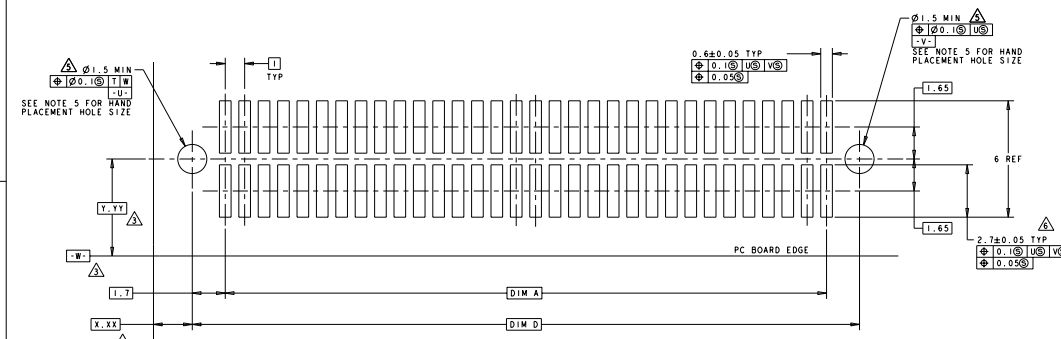 Ø1.5 MIN 5
⌖ Ø0.1Ⓢ UⓈ
-V-
SEE NOTE 5 FOR HAND
PLACEMENT HOLE SIZE
5 Ø1.5 MIN
⌖ Ø0.1Ⓢ T W
-U-
SEE NOTE 5 FOR HAND
PLACEMENT HOLE SIZE
1
TYP
0.6±0.05 TYP
⌖ 0.1Ⓢ UⓈ VⓈ
⌖ 0.05Ⓢ
1.65
6 REF
Y.YY
3
1.65
6
2.7±0.05 TYP
⌖ 0.1Ⓢ UⓈ VⓈ
⌖ 0.05Ⓢ
PC BOARD EDGE
-W-
3
1.7
DIM A
X.XX
DIM D